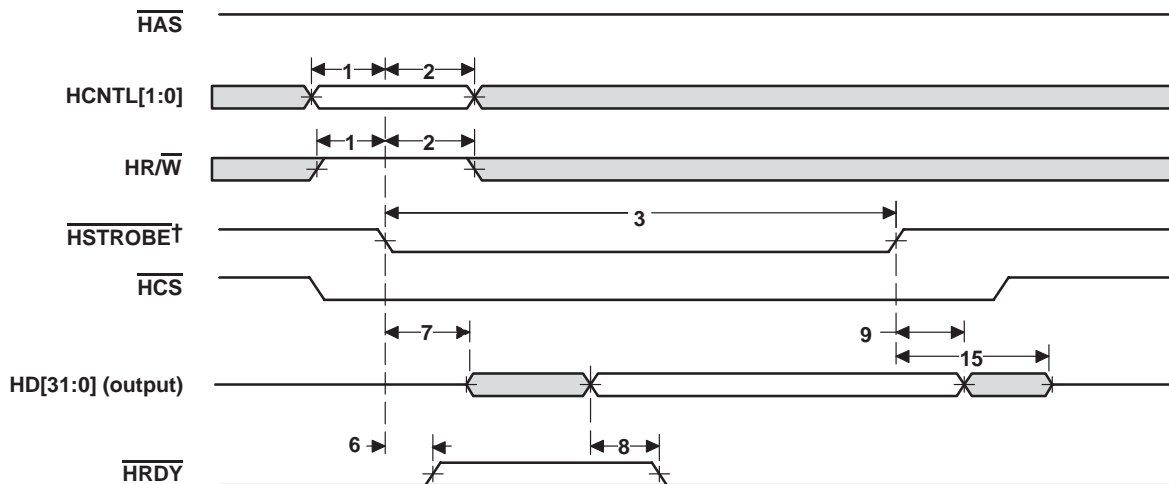 HAS
1 2
HCNTL[1:0]
1 2
HR/W
3
HSTROBE†
HCS
7 9
15
HD[31:0] (output)
6 8
HRDY